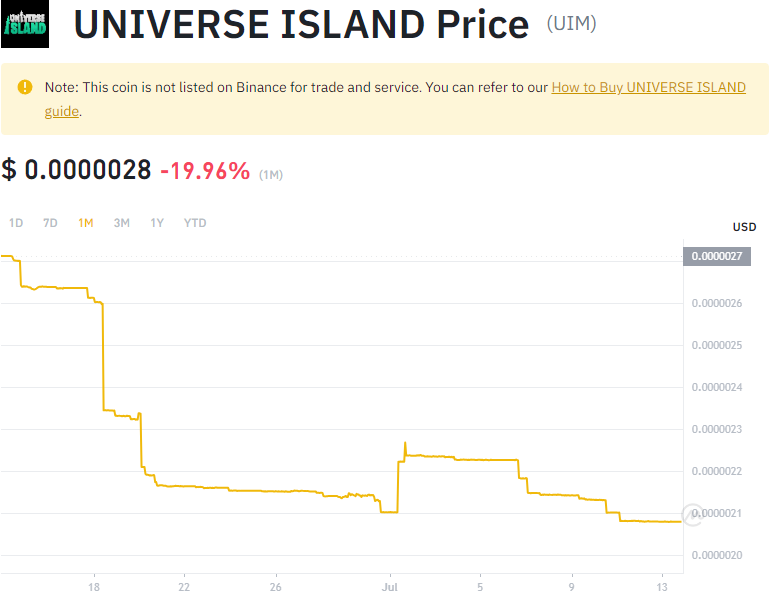 UNIVERSE
ISLAND
UNIVERSE ISLAND Price (UIM)
Note: This coin is not listed on Binance for trade and service. You can refer to our How to Buy UNIVERSE ISLAND
guide.
$ 0.0000028 -19.96% (1M)
1D 7D 1M 3M 1Y YTD
USD
0.0000027
0.0000026
0.0000025
0.0000024
0.0000023
0.0000022
0.0000021
0.0000020
18 22 26 Jul 5 9 13